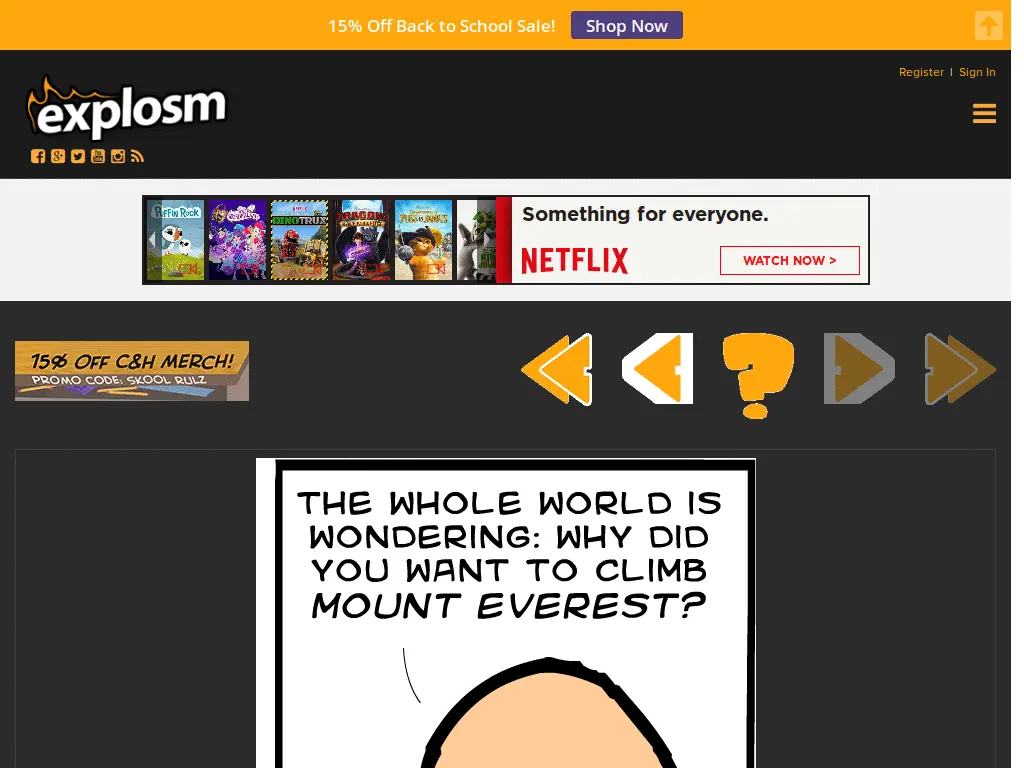 15% Off Back to School Sale!
Shop Now
Register | Sign In
explosm
PUFFIN ROCK
DINOTRUX
DRAGONS
PUSS IN BOOTS
Something for everyone.
NETFLIX
WATCH NOW >
15% OFF C&H MERCH!
PROMO CODE: SKOOL RULZ
?
THE WHOLE WORLD IS
WONDERING: WHY DID
YOU WANT TO CLIMB
MOUNT EVEREST?